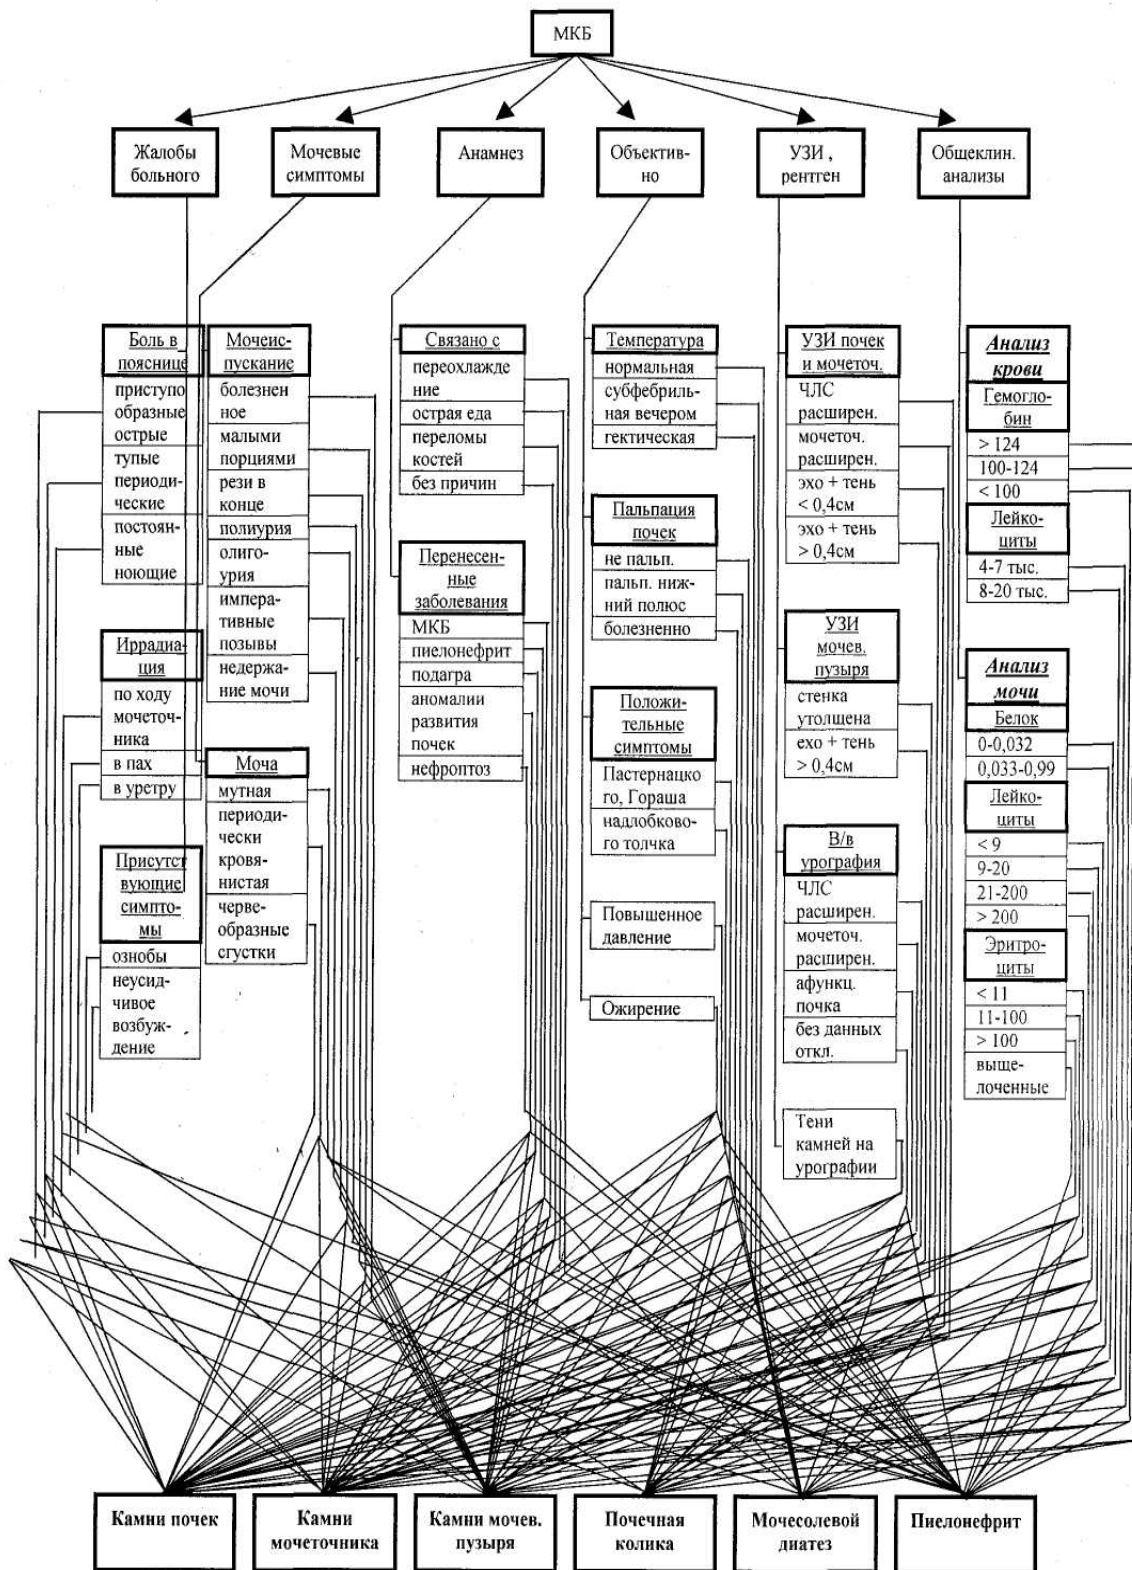 МКБ
Жалобы
больного
Мочевые
симптомы
Анамнез
Объектив-
но
УЗИ ,
рентген
Общеклин.
анализы
Боль в
пояснице
приступо
образные
острые
тупые
периоди-
ческие
постоян-
ные
ноющие
Иррадиа-
ция
по ходу
мочеточ-
ника
в пах
в уретру
Присутст
вующие
симпто-
мы
ознобы
неусид-
чивое
возбуж-
дение
Мочеис-
пускание
болезнен
ное
малыми
порциями
рези в
конце
полиурия
олиго-
урия
импера-
тивные
позывы
недержа-
ние мочи
Моча
мутная
периоди-
чески
кровя-
нистая
черве-
образные
сгустки
Связано с
переохлажде
ние
острая еда
переломы
костей
без причин
Перенесен-
ные
заболевания
МКБ
пиелонефрит
подагра
аномалии
развития
почек
нефроптоз
Температура
нормальная
субфебриль-
ная вечером
гектическая
Пальпация
почек
не пальп.
пальп. ниж-
ний полюс
болезненно
Положи-
тельные
симптомы
Пастернацко
го, Гораша
надлобково-
го толчка
Повышенное
давление
Ожирение
УЗИ почек
и мочеточ.
ЧЛС
расширен.
мочеточ.
расширен.
эхо + тень
< 0,4см
эхо + тень
> 0,4см
УЗИ
мочев.
пузыря
стенка
утолщена
ехо + тень
> 0,4см
В/в
урография
ЧЛС
расширен.
мочеточ.
расширен.
афункц.
почка
без данных
откл.
Тени
камней на
урографии
Анализ
крови
Гемогло-
бин
> 124
100-124
< 100
Лейко-
циты
4-7 тыс.
8-20 тыс.
Анализ
мочи
Белок
0-0,032
0,033-0,99
Лейко-
циты
< 9
9-20
21-200
> 200
Эритро-
циты
< 11
11-100
> 100
выще-
лоченные
Камни почек
Камни
мочеточника
Камни мочев.
пузыря
Почечная
колика
Мочесолевой
диатез
Пиелонефрит